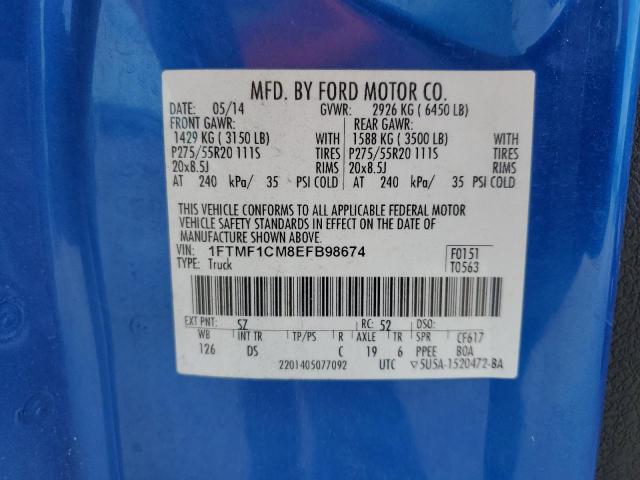 MFD. BY FORD MOTOR CO.
DATE: 05/14 GVWR: 2926 KG ( 6450 LB)
FRONT GAWR: REAR GAWR:
1429 KG ( 3150 LB) WITH 1588 KG ( 3500 LB) WITH
P275/55R20 111S TIRES P275/55R20 111S TIRES
20x8.5J RIMS 20x8.5J RIMS
AT 240 kPa/ 35 PSI COLD AT 240 kPa/ 35 PSI COLD
THIS VEHICLE CONFORMS TO ALL APPLICABLE FEDERAL MOTOR
VEHICLE SAFETY STANDARDS IN EFFECT ON THE DATE OF
MANUFACTURE SHOWN ABOVE.
VIN: 1FTMF1CM8EFB98674 F0151
TYPE: Truck T0563
EXT PNT: SZ RC: 52 DSO:
WB INT TR TP/PS R AXLE TR SPR CF617
126 DS C 19 6 PPEE BOA
2201405077092 UTC ▽5U5A-1520472-BA